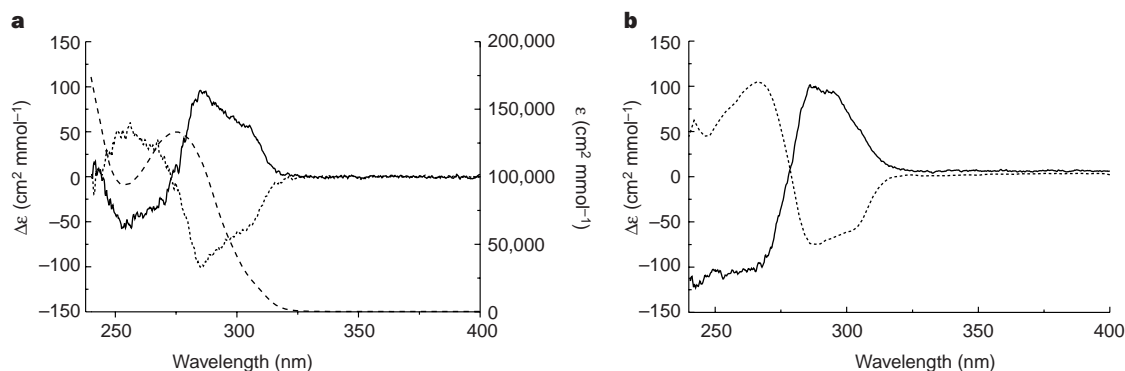 a
150
100
50
0
–50
–100
–150
Δε (cm² mmol⁻¹)
200,000
150,000
100,000
50,000
0
ε (cm² mmol⁻¹)
250 300 350 400
Wavelength (nm)
b
150
100
50
0
–50
–100
–150
Δε (cm² mmol⁻¹)
250 300 350 400
Wavelength (nm)